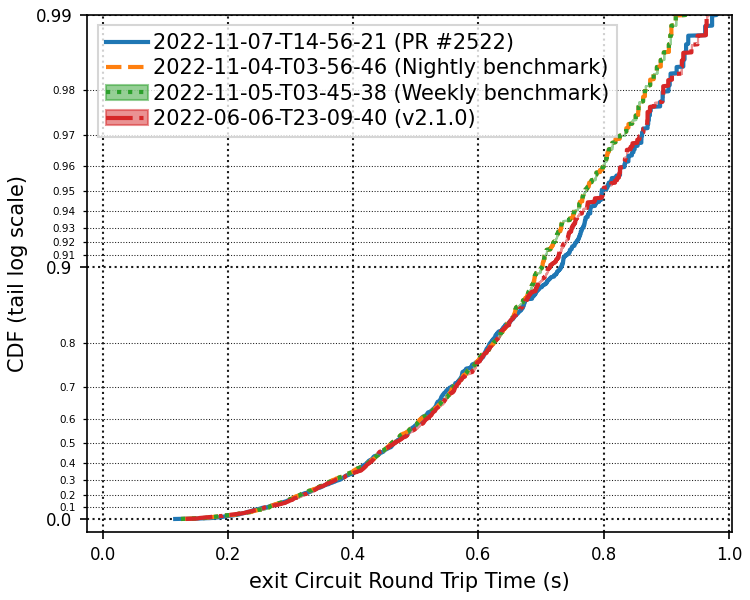 0.99
2022-11-07-T14-56-21 (PR #2522)
2022-11-04-T03-56-46 (Nightly benchmark)
2022-11-05-T03-45-38 (Weekly benchmark)
2022-06-06-T23-09-40 (v2.1.0)
0.98
0.97
0.96
0.95
0.94
0.93
0.92
0.91
0.9
0.8
0.7
0.6
0.5
0.4
0.3
0.2
0.1
0.0
CDF (tail log scale)
0.0 0.2 0.4 0.6 0.8 1.0
exit Circuit Round Trip Time (s)